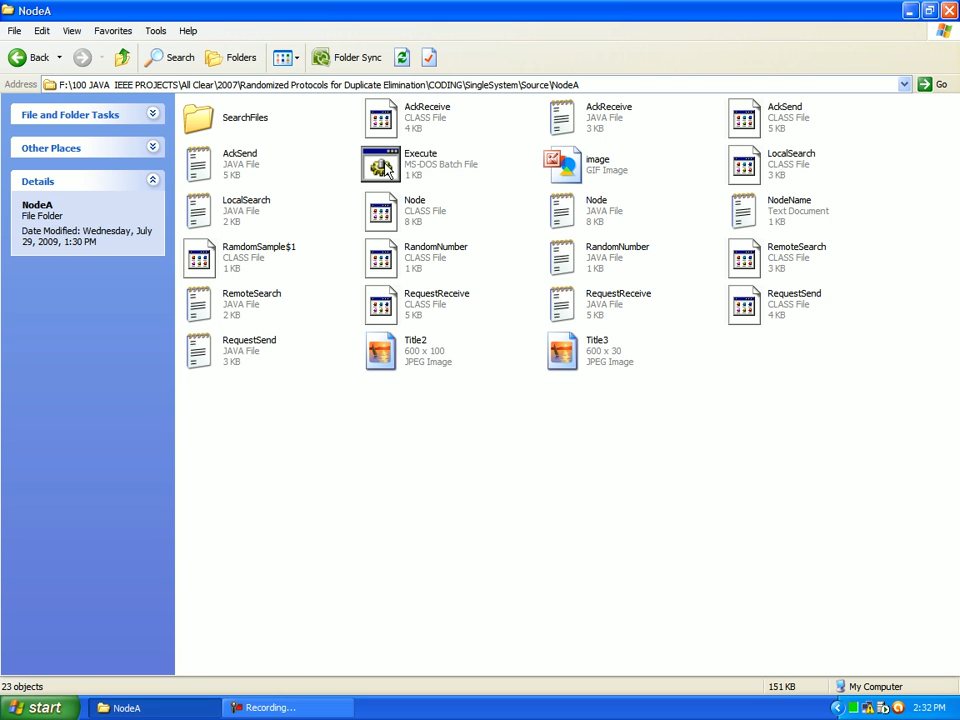 NodeA
File Edit View Favorites Tools Help
Back Search Folders Folder Sync
Address F:\100 JAVA IEEE PROJECTS\All Clear\2007\Randomized Protocols for Duplicate Elimination\CODING\SingleSystem\Source\NodeA Go
File and Folder Tasks
Other Places
Details
NodeA
File Folder
Date Modified: Wednesday, July
29, 2009, 1:30 PM
SearchFiles
AckReceive
CLASS File
4 KB
AckReceive
JAVA File
3 KB
AckSend
CLASS File
5 KB
AckSend
JAVA File
5 KB
Execute
MS-DOS Batch File
1 KB
image
GIF Image
LocalSearch
CLASS File
3 KB
LocalSearch
JAVA File
2 KB
Node
CLASS File
8 KB
Node
JAVA File
8 KB
NodeName
Text Document
1 KB
RamdomSample$1
CLASS File
1 KB
RandomNumber
CLASS File
1 KB
RandomNumber
JAVA File
1 KB
RemoteSearch
CLASS File
3 KB
RemoteSearch
JAVA File
2 KB
RequestReceive
CLASS File
5 KB
RequestReceive
JAVA File
5 KB
RequestSend
CLASS File
4 KB
RequestSend
JAVA File
3 KB
Title2
600 x 100
JPEG Image
Title3
600 x 30
JPEG Image
23 objects 151 KB My Computer
start NodeA Recording... 2:32 PM